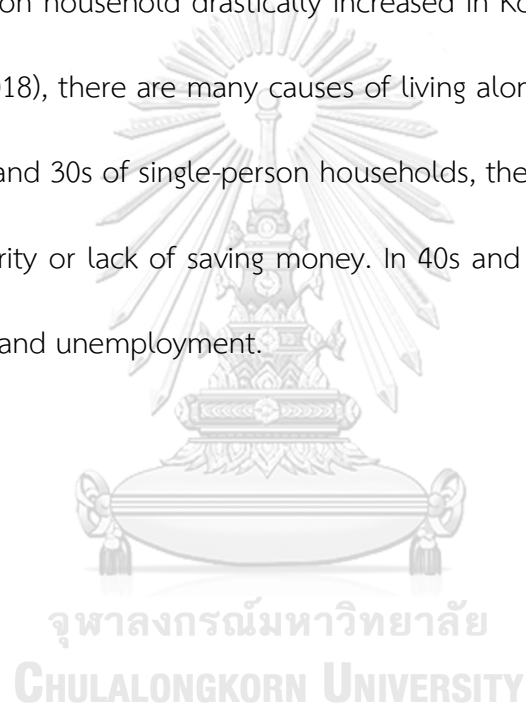 on household drastically increased in Ko
018), there are many causes of living alon
and 30s of single-person households, the
rity or lack of saving money. In 40s and
and unemployment.
จุฬาลงกรณ์มหาวิทยาลัย
CHULALONGKORN UNIVERSITY